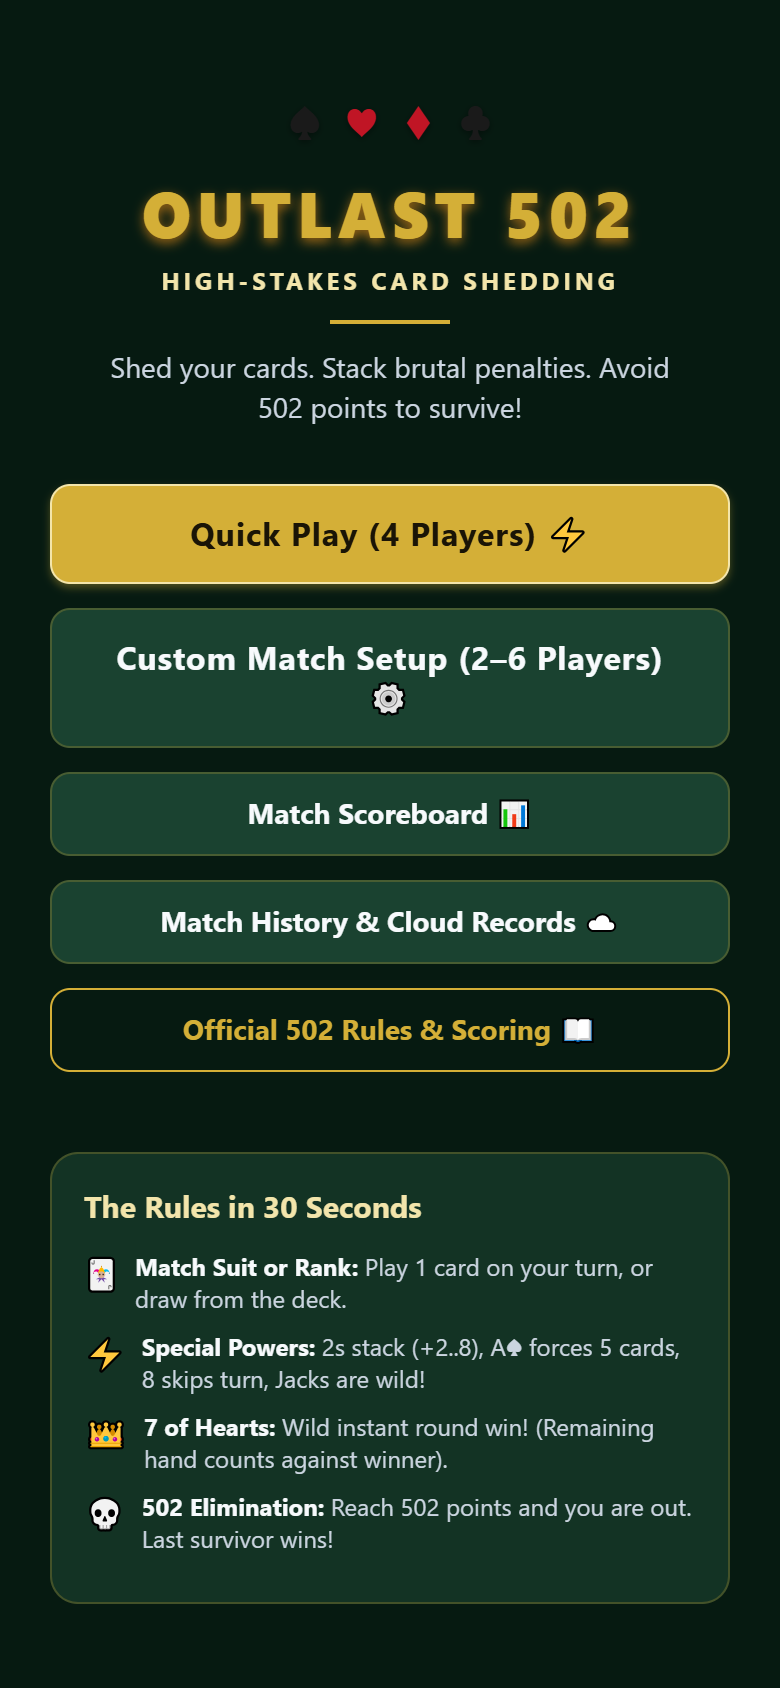 ♠ ♥ ♦ ♣
OUTLAST 502
HIGH-STAKES CARD SHEDDING
Shed your cards. Stack brutal penalties. Avoid
502 points to survive!
Quick Play (4 Players) ⚡
Custom Match Setup (2–6 Players)
⚙️
Match Scoreboard 📊
Match History & Cloud Records ☁️
Official 502 Rules & Scoring 📖
The Rules in 30 Seconds
🃏 Match Suit or Rank: Play 1 card on your turn, or
draw from the deck.
⚡ Special Powers: 2s stack (+2..8), A♠ forces 5 cards,
8 skips turn, Jacks are wild!
👑 7 of Hearts: Wild instant round win! (Remaining
hand counts against winner).
💀 502 Elimination: Reach 502 points and you are out.
Last survivor wins!